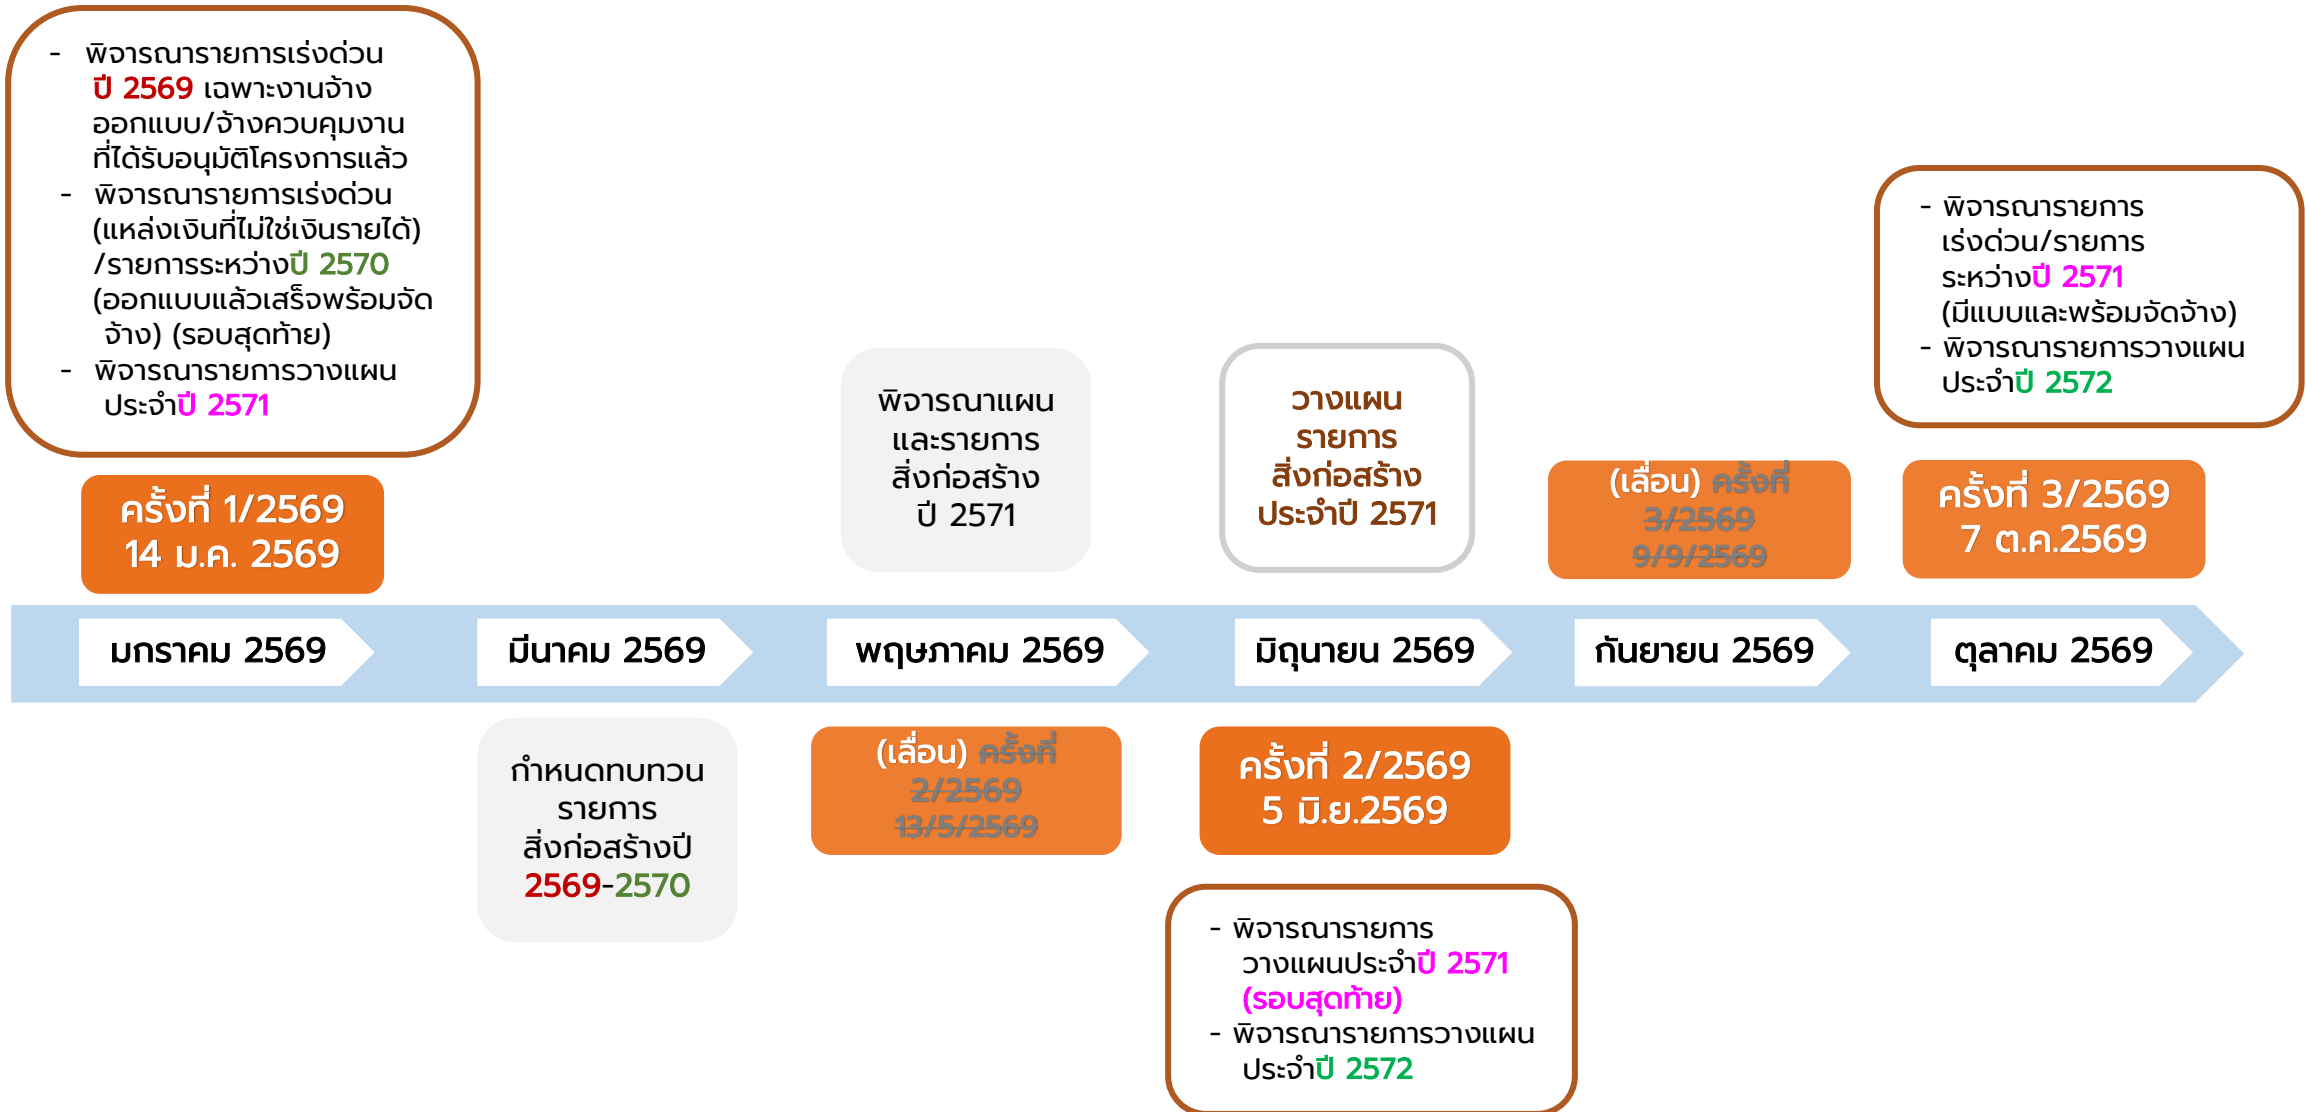 - พิจารณารายการเร่งด่วน
ปี 2569 เฉพาะงานจ้าง
ออกแบบ/จ้างควบคุมงาน
ที่ได้รับอนุมัติโครงการแล้ว
- พิจารณารายการเร่งด่วน
(แหล่งเงินที่ไม่ใช่เงินรายได้)
/รายการระหว่างปี 2570
(ออกแบบแล้วเสร็จพร้อมจัด
จ้าง) (รอบสุดท้าย)
- พิจารณารายการวางแผน
ประจำปี 2571
ครั้งที่ 1/2569
14 ม.ค. 2569
พิจารณาแผน
และรายการ
สิ่งก่อสร้าง
ปี 2571
วางแผน
รายการ
สิ่งก่อสร้าง
ประจำปี 2571
(เลื่อน) ครั้งที่
3/2569
9/9/2569
- พิจารณารายการ
เร่งด่วน/รายการ
ระหว่างปี 2571
(มีแบบและพร้อมจัดจ้าง)
- พิจารณารายการวางแผน
ประจำปี 2572
ครั้งที่ 3/2569
7 ต.ค.2569
มกราคม 2569
มีนาคม 2569
พฤษภาคม 2569
มิถุนายน 2569
กันยายน 2569
ตุลาคม 2569
กำหนดทบทวน
รายการ
สิ่งก่อสร้างปี
2569-2570
(เลื่อน) ครั้งที่
2/2569
13/5/2569
ครั้งที่ 2/2569
5 มิ.ย.2569
- พิจารณารายการ
วางแผนประจำปี 2571
(รอบสุดท้าย)
- พิจารณารายการวางแผน
ประจำปี 2572